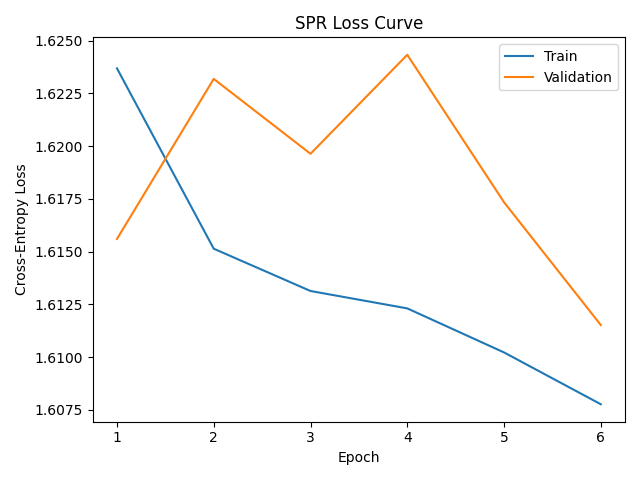 SPR Loss Curve
Train
Validation
Cross-Entropy Loss
1.6250
1.6225
1.6200
1.6175
1.6150
1.6125
1.6100
1.6075
1 2 3 4 5 6
Epoch